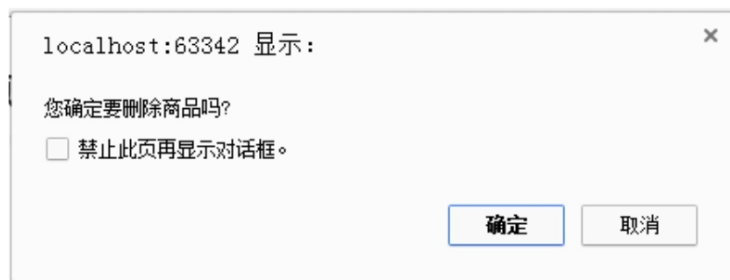 localhost:63342 显示：
您确定要删除商品吗?
禁止此页再显示对话框。
确定
取消